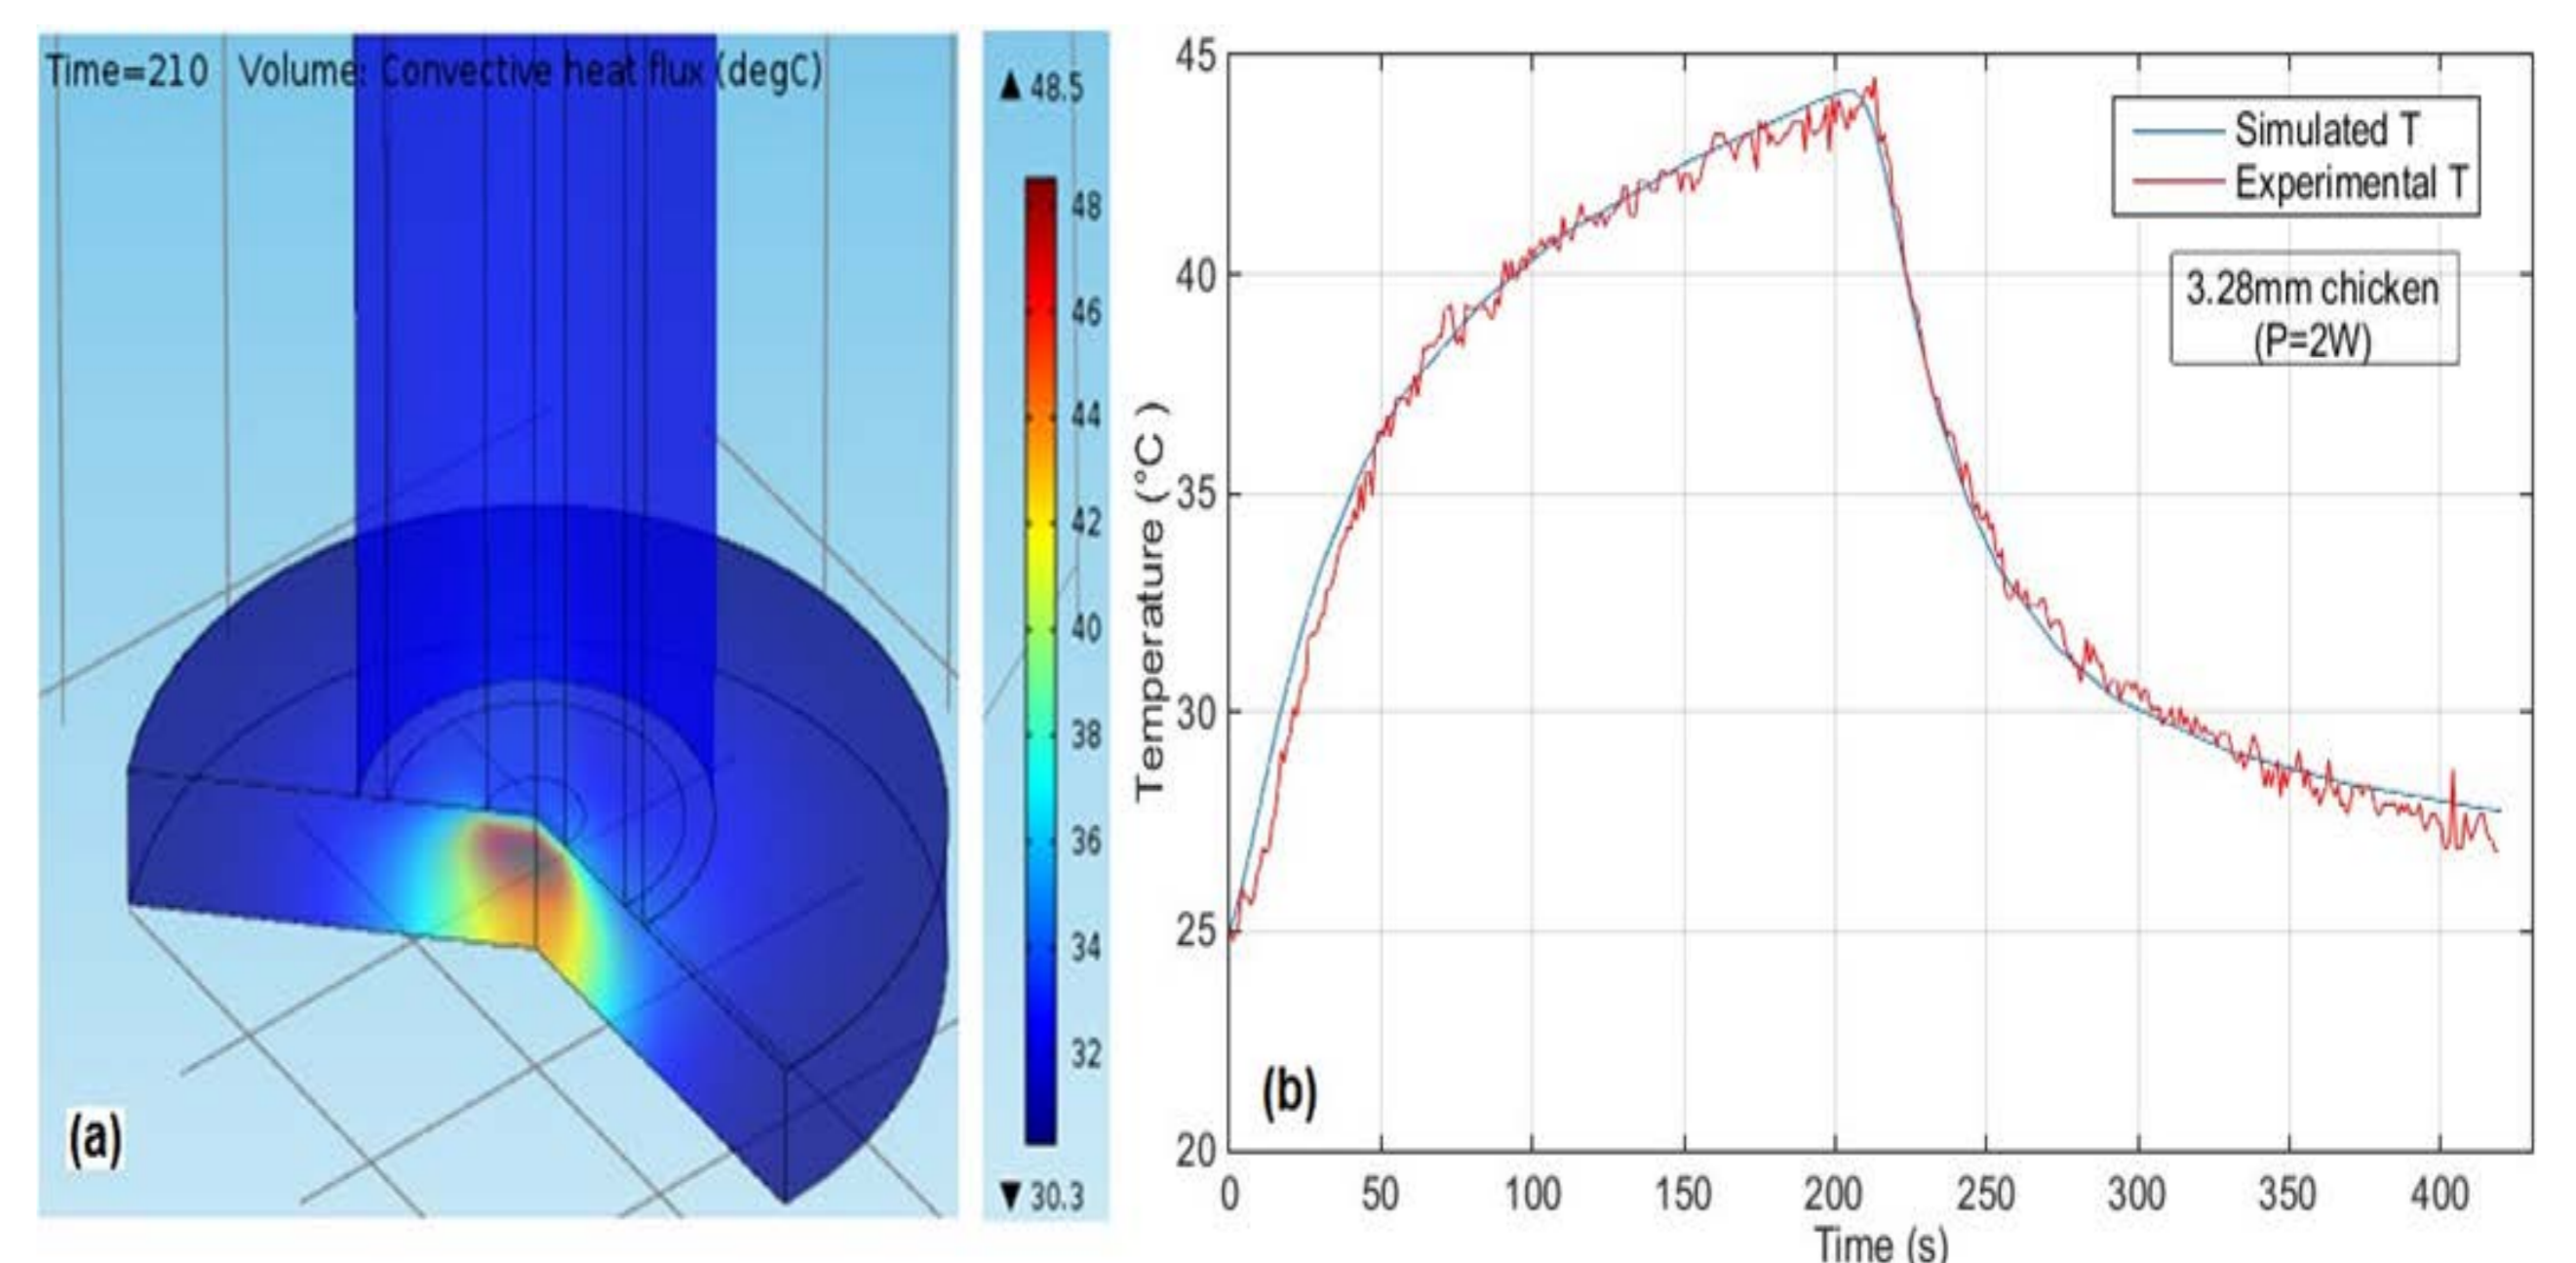 Time=210 Volume: Convective heat flux (degC)
▲ 48.5
48
46
44
42
40
38
36
34
32
▼ 30.3
(a)
45
40
35
30
25
20
Temperature (°C )
Simulated T
Experimental T
3.28mm chicken
(P=2W)
(b)
0 50 100 150 200 250 300 350 400
Time (s)